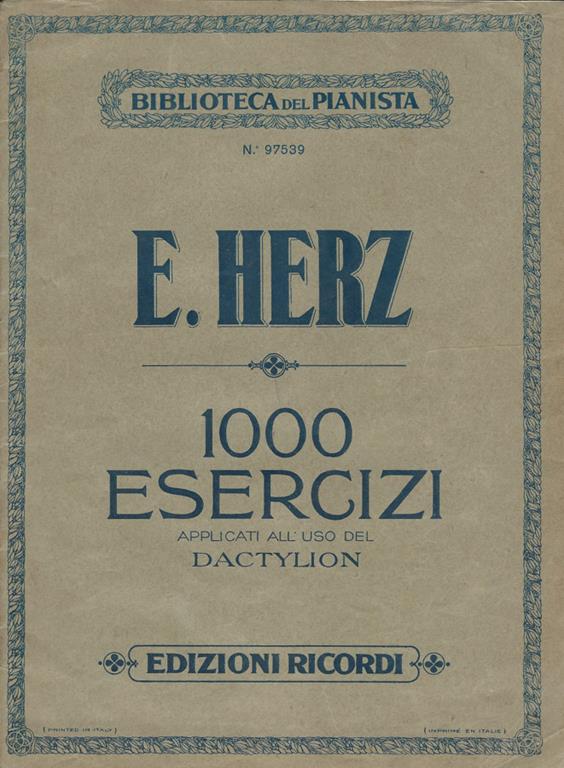 BIBLIOTECA DEL PIANISTA
N.° 97539
E. HERZ
1000
ESERCIZI
APPLICATI ALL' USO DEL
DACTYLION
EDIZIONI RICORDI
(PRINTED IN ITALY) (IMPRIMÉ EN ITALIE)